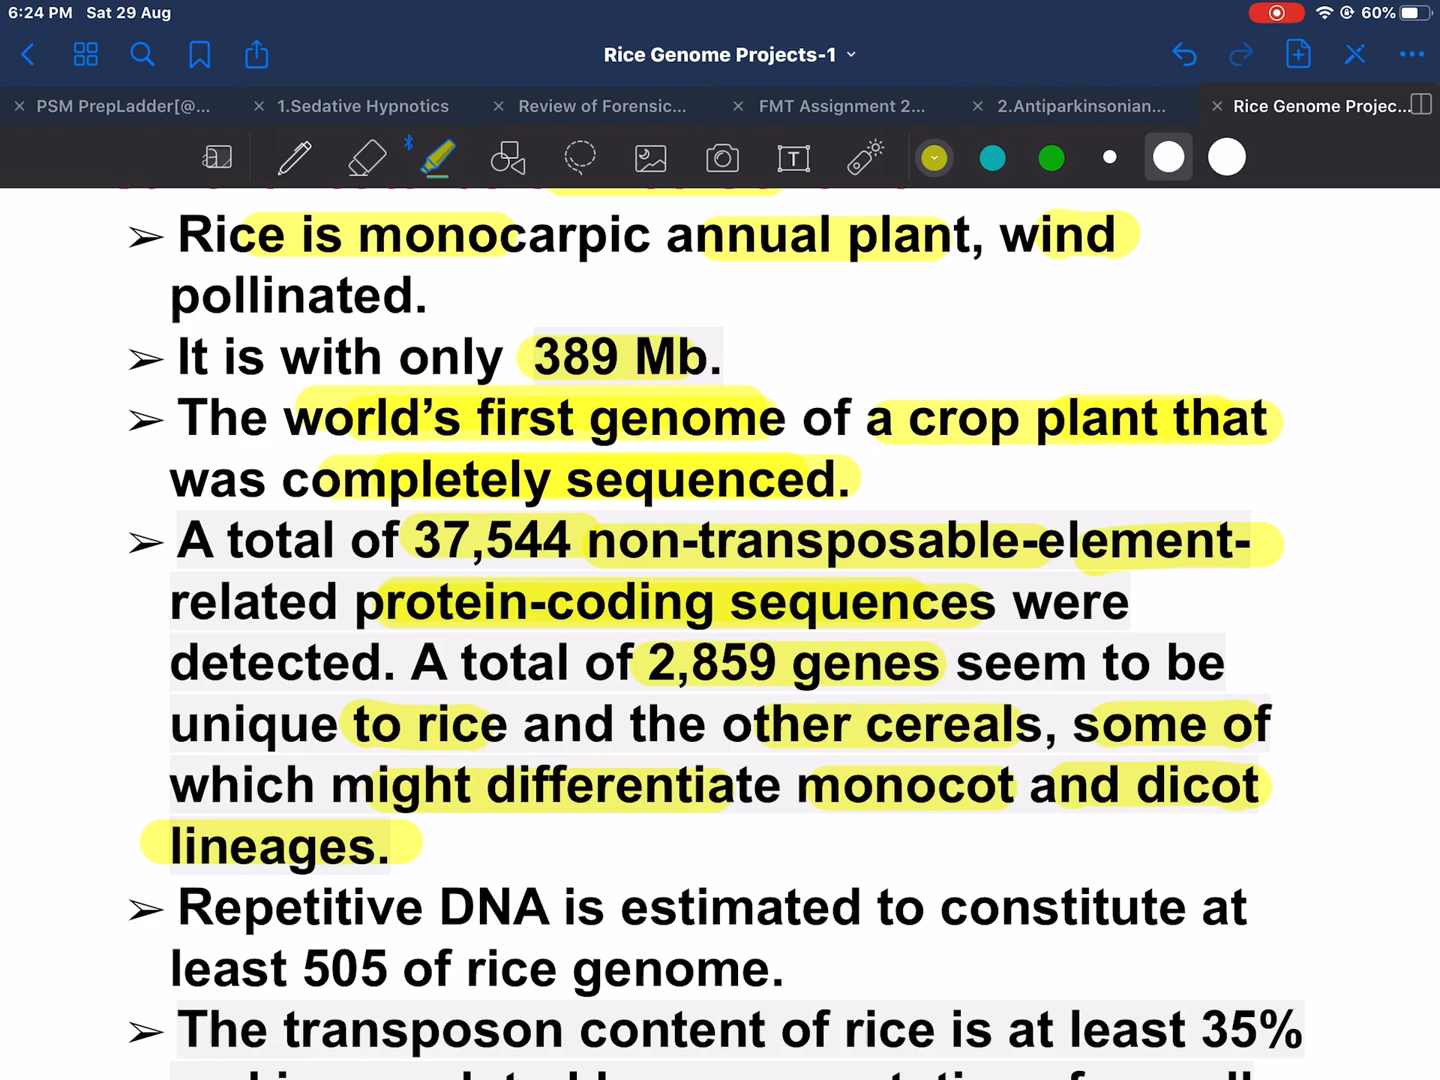 6:24 PM Sat 29 Aug
60%
Rice Genome Projects-1
PSM PrepLadder[@...
1.Sedative Hypnotics
Review of Forensic...
FMT Assignment 2...
2.Antiparkinsonian...
Rice Genome Projec...
T
➢ Rice is monocarpic annual plant, wind
pollinated.
➢ It is with only 389 Mb.
➢ The world’s first genome of a crop plant that
was completely sequenced.
➢ A total of 37,544 non-transposable-element-
related protein-coding sequences were
detected. A total of 2,859 genes seem to be
unique to rice and the other cereals, some of
which might differentiate monocot and dicot
lineages.
➢ Repetitive DNA is estimated to constitute at
least 505 of rice genome.
➢ The transposon content of rice is at least 35%